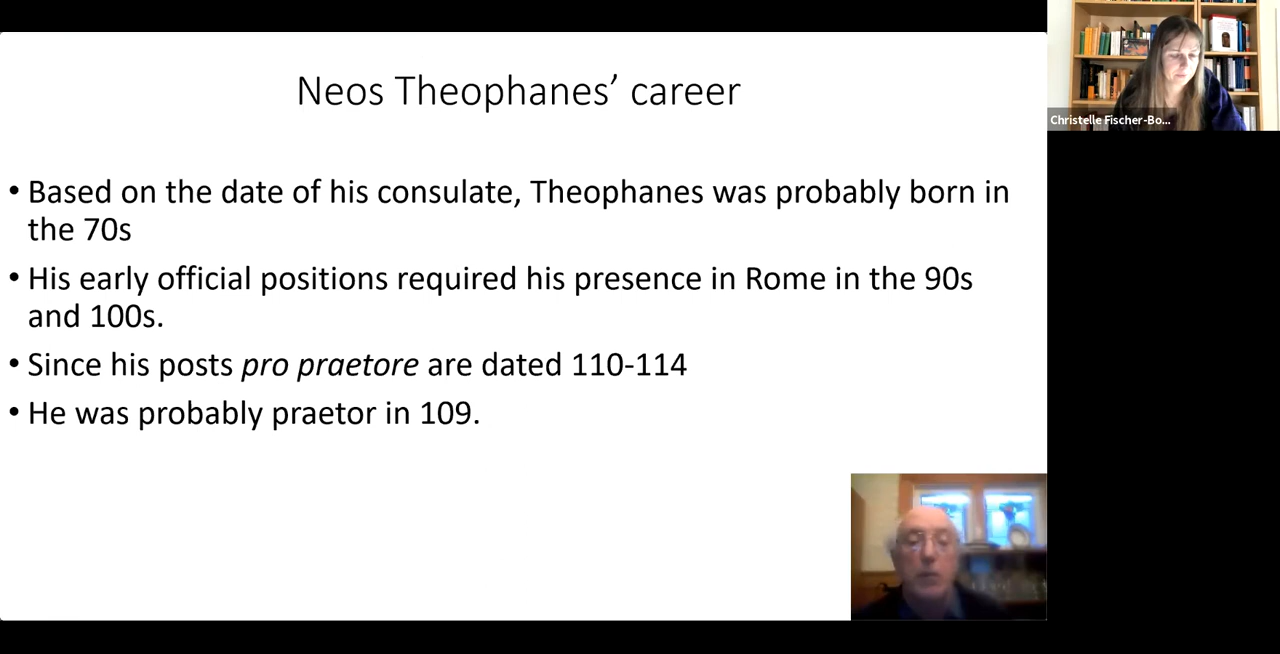 Neos Theophanes’ career
• Based on the date of his consulate, Theophanes was probably born in
the 70s
• His early official positions required his presence in Rome in the 90s
and 100s.
• Since his posts pro praetore are dated 110-114
• He was probably praetor in 109.
Christelle Fischer-Bo...